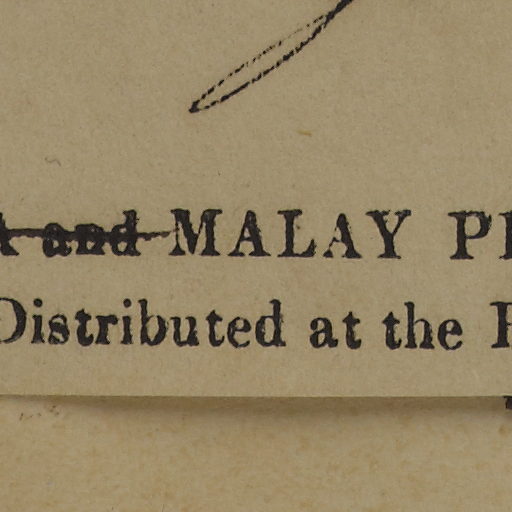 and MALAY
Distributed at the